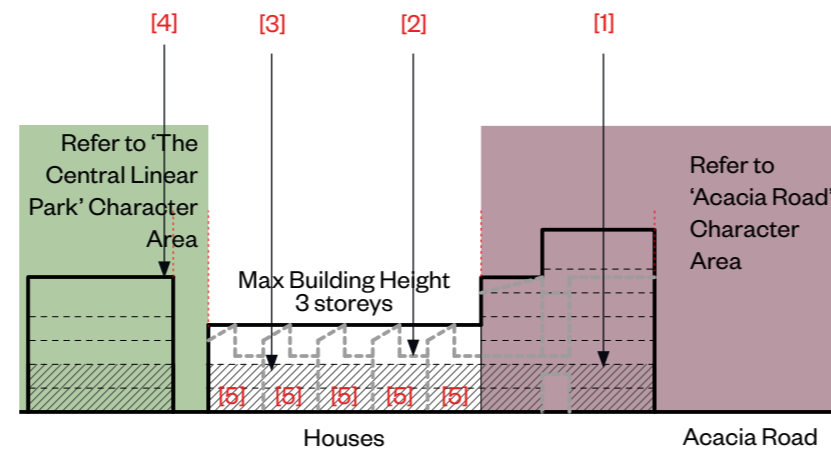 [4] [3] [2] [1]
Refer to ‘The
Central Linear
Park’ Character
Area
Refer to
‘Acacia Road’
Character
Area
Max Building Height
3 storeys
[5] [5] [5] [5] [5]
Houses
Acacia Road